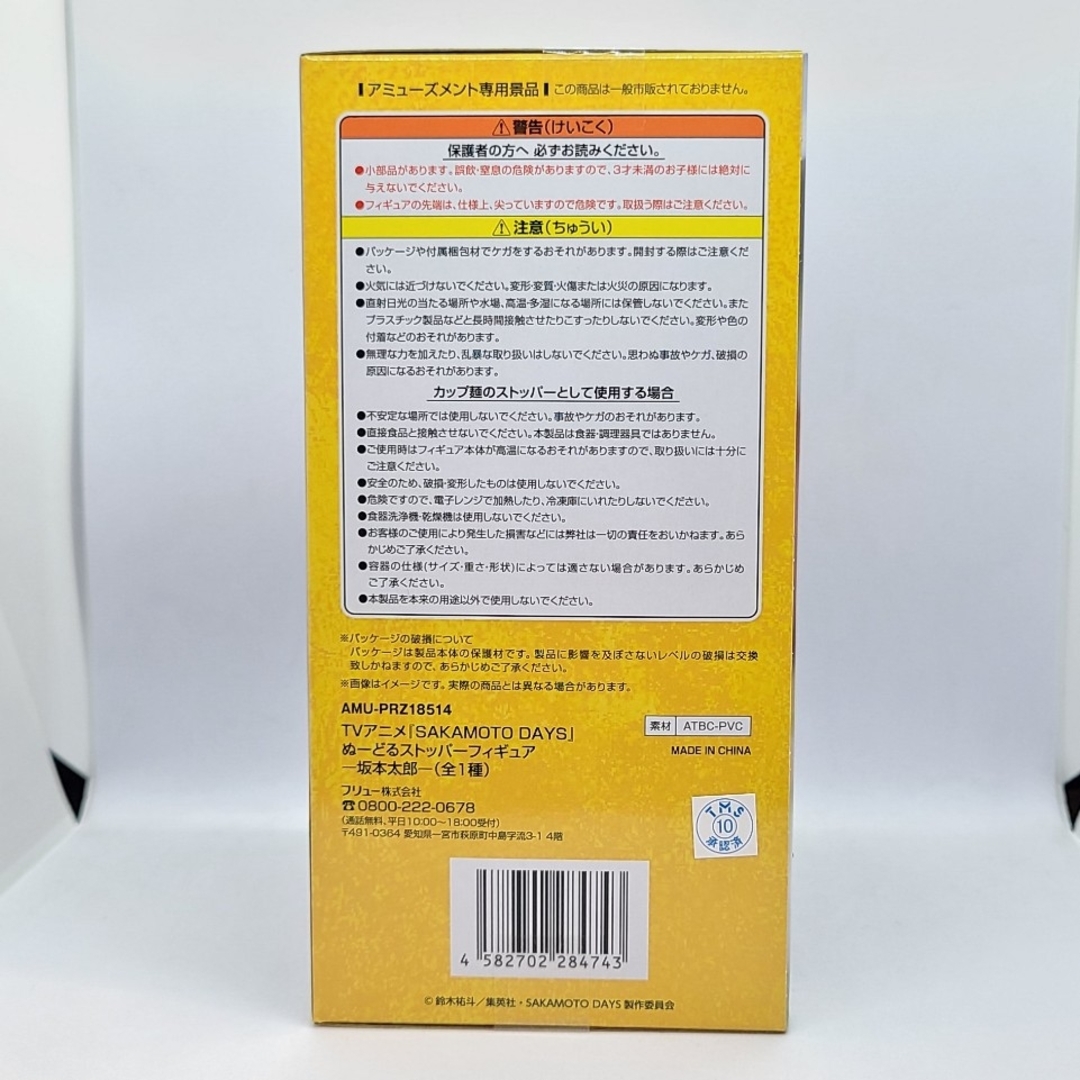 アミューズメント専用景品 この商品は一般市販されておりません。
⚠警告(けいこく)
保護者の方へ 必ずお読みください。
●小部品があります。誤飲・窒息の危険がありますので、3才未満のお子様には絶対に
与えないでください。
●フィギュアの先端は、仕様上、尖っていますので危険です。取扱う際はご注意ください。
⚠注意(ちゅうい)
●パッケージや付属梱包材でケガをするおそれがあります。開封する際はご注意くだ
さい。
●火気には近づけないでください。変形・変質・火傷または火災の原因になります。
●直射日光の当たる場所や水場、高温・多湿になる場所には保管しないでください。また
プラスチック製品などと長時間接触させたりこすったりしないでください。変形や色の
付着などのおそれがあります。
●無理な力を加えたり、乱暴な取り扱いはしないでください。思わぬ事故やケガ、破損の
原因になるおそれがあります。
カップ麺のストッパーとして使用する場合
●不安定な場所では使用しないでください。事故やケガのおそれがあります。
●直接食品と接触させないでください。本製品は食器・調理器具ではありません。
●ご使用時はフィギュア本体が高温になるおそれがありますので、取り扱いには十分に
ご注意ください。
●安全のため、破損・変形したものは使用しないでください。
●危険ですので、電子レンジで加熱したり、冷凍庫にいれたりしないでください。
●食器洗浄機・乾燥機は使用しないでください。
●お客様のご使用により発生した損害などには弊社は一切の責任をおいかねます。あら
かじめご了承ください。
●容器の仕様(サイズ・重さ・形状)によっては適さない場合があります。あらかじめ
ご了承ください。
●本製品を本来の用途以外で使用しないでください。
※パッケージの破損について
パッケージは製品本体の保護材です。製品に影響を及ぼさないレベルの破損は交換
致しかねますので、あらかじめご了承ください。
※画像はイメージです。実際の商品とは異なる場合があります。
AMU-PRZ18514
TVアニメ『SAKAMOTO DAYS』
ぬーどるストッパーフィギュア
―坂本太郎―(全1種)
素材 ATBC-PVC
MADE IN CHINA
フリュー株式会社
☎0800-222-0678
(通話無料、平日10:00～18:00受付)
〒491-0364 愛知県一宮市萩原町中島字流3-1 4階
TMS
10
承認済
4 582702 284743
© 鈴木祐斗/集英社・SAKAMOTO DAYS 製作委員会